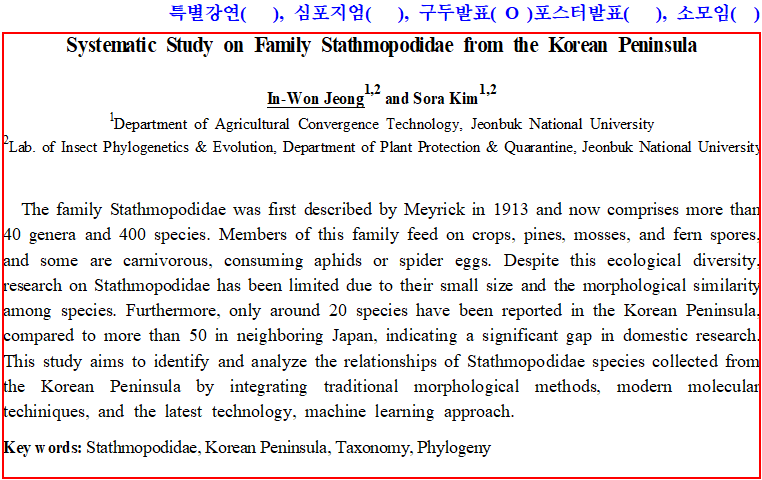 특별강연(    ), 심포지엄(    ), 구두발표( O )포스터발표(    ), 소모임(   )
Systematic Study on Family Stathmopodidae from the Korean Peninsula
In-Won Jeong1,2 and Sora Kim1,2
1Department of Agricultural Convergence Technology, Jeonbuk National University
2Lab. of Insect Phylogenetics & Evolution, Department of Plant Protection & Quarantine, Jeonbuk National University
The family Stathmopodidae was first described by Meyrick in 1913 and now comprises more than
40 genera and 400 species. Members of this family feed on crops, pines, mosses, and fern spores,
and some are carnivorous, consuming aphids or spider eggs. Despite this ecological diversity,
research on Stathmopodidae has been limited due to their small size and the morphological similarity
among species. Furthermore, only around 20 species have been reported in the Korean Peninsula,
compared to more than 50 in neighboring Japan, indicating a significant gap in domestic research.
This study aims to identify and analyze the relationships of Stathmopodidae species collected from
the Korean Peninsula by integrating traditional morphological methods, modern molecular
techiniques, and the latest technology, machine learning approach.
Key words: Stathmopodidae, Korean Peninsula, Taxonomy, Phylogeny